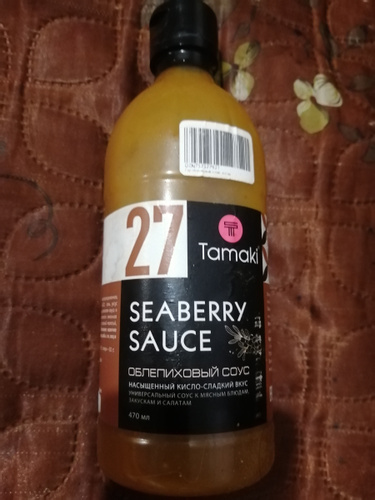 27
Tamaki
SEABERRY
SAUCE
ОБЛЕПИХОВЫЙ СОУС
НАСЫЩЕННЫЙ КИСЛО-СЛАДКИЙ ВКУС
УНИВЕРСАЛЬНЫЙ СОУС К МЯСНЫМ БЛЮДАМ,
ЗАКУСКАМ И САЛАТАМ
470 мл